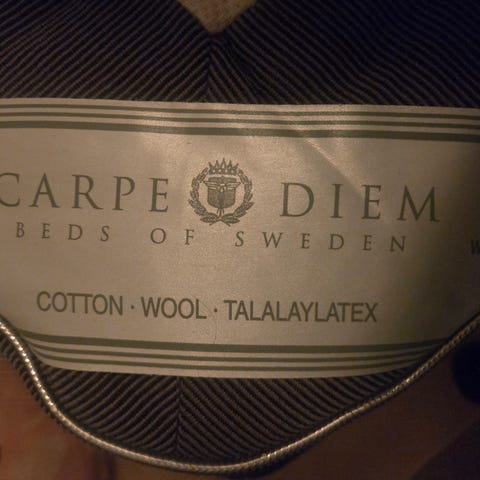 CARPE DIEM
BEDS OF SWEDEN
COTTON · WOOL · TALALAYLATEX